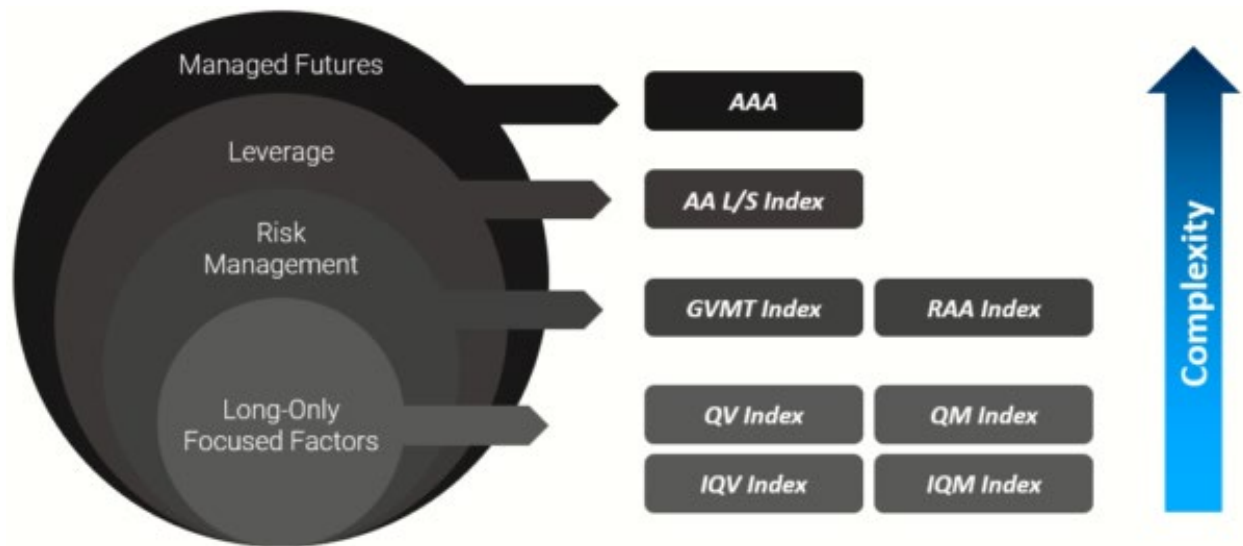 Managed Futures
AAA
Leverage
AA L/S Index
Risk
Management
GVMT Index
RAA Index
Long-Only
Focused Factors
QV Index
QM Index
IQV Index
IQM Index
Complexity